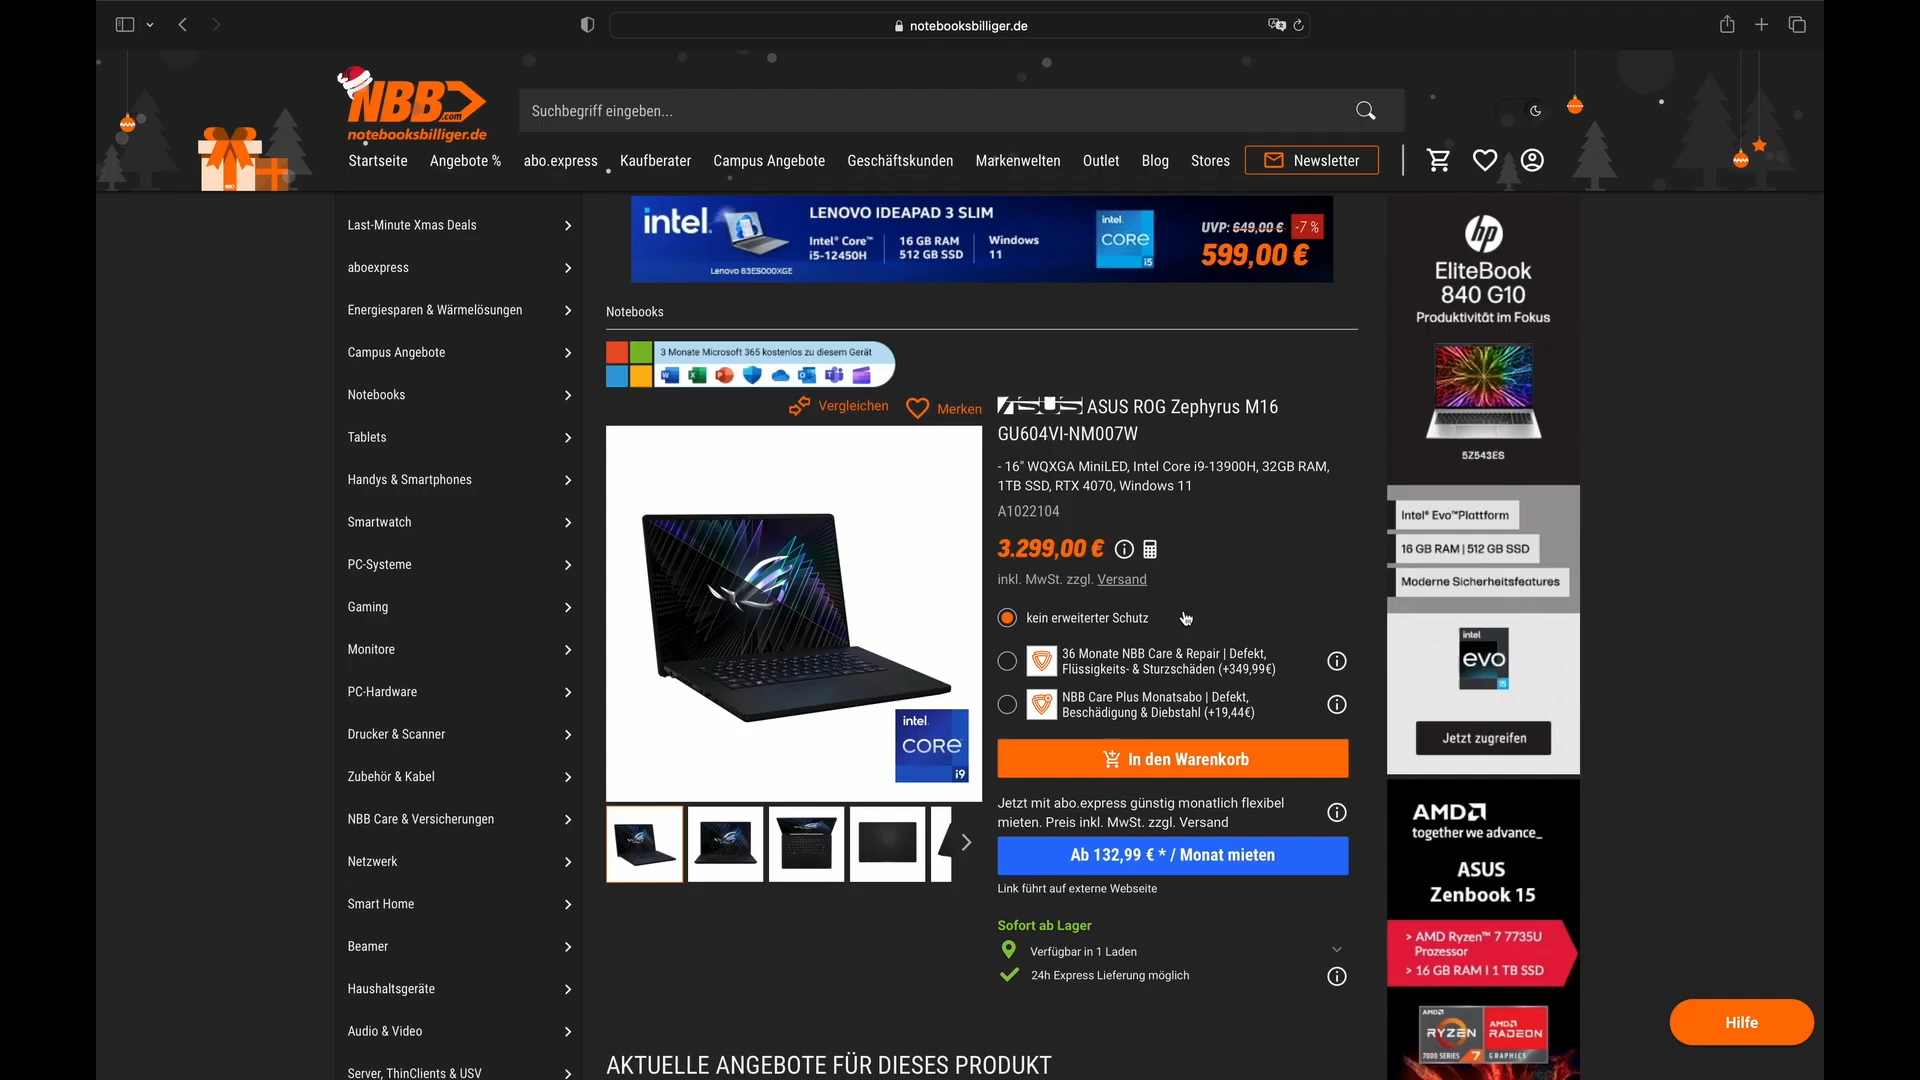 notebooksbilliger.de
NBB.com
notebooksbilliger.de
Suchbegriff eingeben...
Startseite
Angebote %
abo.express
Kaufberater
Campus Angebote
Geschäftskunden
Markenwelten
Outlet
Blog
Stores
Newsletter
Last-Minute Xmas Deals
aboexpress
Energiesparen & Wärmelösungen
Campus Angebote
Notebooks
Tablets
Handys & Smartphones
Smartwatch
PC-Systeme
Gaming
Monitore
PC-Hardware
Drucker & Scanner
Zubehör & Kabel
NBB Care & Versicherungen
Netzwerk
Smart Home
Beamer
Haushaltsgeräte
Audio & Video
Server, ThinClients & USV
intel.
Lenovo 83ES000XGE
LENOVO IDEAPAD 3 SLIM
Intel® Core™
i5-12450H
16 GB RAM
512 GB SSD
Windows
11
intel.
CORE
i5
UVP: 649,00 € -7 %
599,00 €
Notebooks
3 Monate Microsoft 365 kostenlos zu diesem Gerät
Vergleichen
Merken
intel.
CORE
i9
ASUS ASUS ROG Zephyrus M16
GU604VI-NM007W
- 16" WQXGA MiniLED, Intel Core i9-13900H, 32GB RAM,
1TB SSD, RTX 4070, Windows 11
A1022104
3.299,00 €
inkl. MwSt. zzgl. Versand
kein erweiterter Schutz
36 Monate NBB Care & Repair | Defekt,
Flüssigkeits- & Sturzschäden (+349,99€)
NBB Care Plus Monatsabo | Defekt,
Beschädigung & Diebstahl (+19,44€)
In den Warenkorb
Jetzt mit abo.express günstig monatlich flexibel
mieten. Preis inkl. MwSt. zzgl. Versand
Ab 132,99 € * / Monat mieten
Link führt auf externe Webseite
Sofort ab Lager
Verfügbar in 1 Laden
24h Express Lieferung möglich
AKTUELLE ANGEBOTE FÜR DIESES PRODUKT
hp
EliteBook
840 G10
Produktivität im Fokus
5Z543ES
Intel® Evo™Plattform
16 GB RAM | 512 GB SSD
Moderne Sicherheitsfeatures
intel
evo
i5
Jetzt zugreifen
AMD
together we advance_
ASUS
Zenbook 15
> AMD Ryzen™ 7 7735U
Prozessor
> 16 GB RAM I 1 TB SSD
AMD
RYZEN
7000 SERIES 7
AMD
RADEON
GRAPHICS
Hilfe